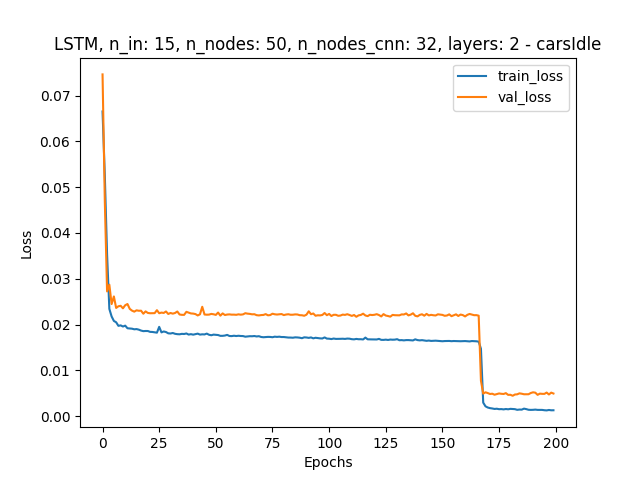 LSTM, n_in: 15, n_nodes: 50, n_nodes_cnn: 32, layers: 2 - carsIdle
train_loss
val_loss
0.07
0.06
0.05
0.04
0.03
0.02
0.01
0.00
Loss
0 25 50 75 100 125 150 175 200
Epochs